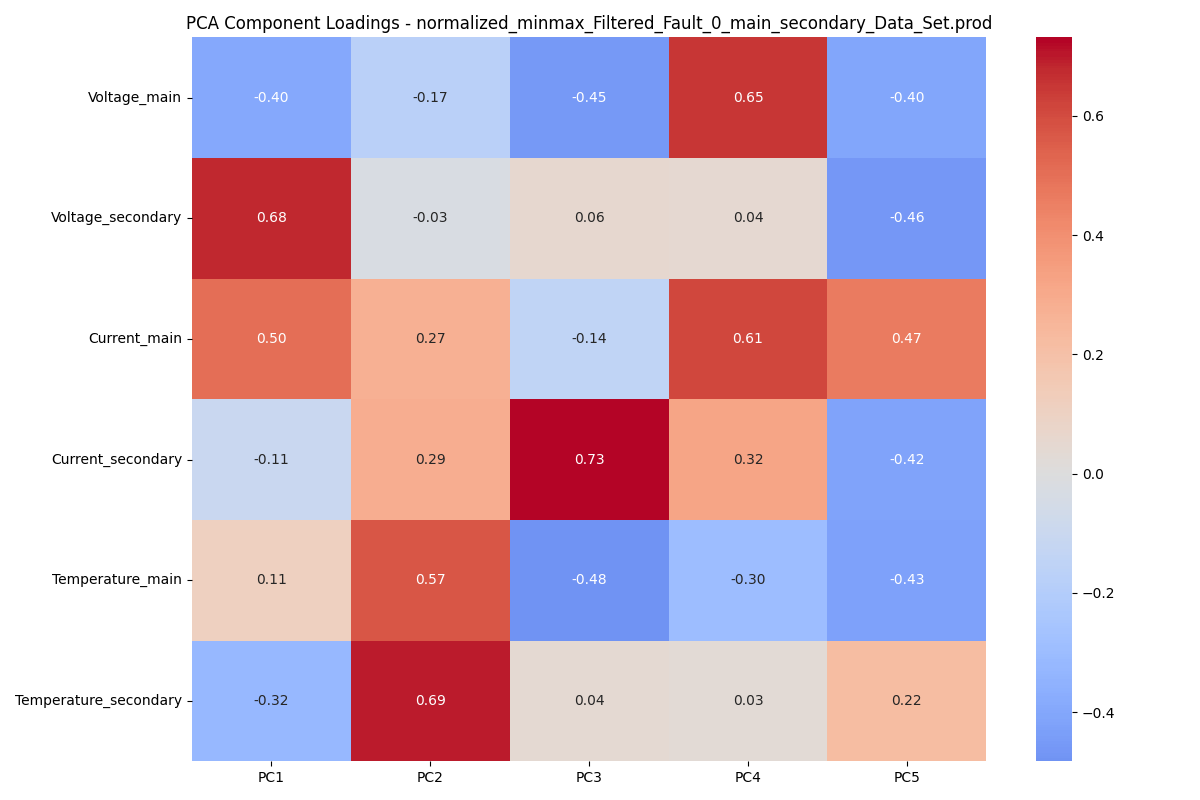 PCA Component Loadings - normalized_minmax_Filtered_Fault_0_main_secondary_Data_Set.prod
Voltage_main -0.40 -0.17 -0.45 0.65 -0.40
Voltage_secondary 0.68 -0.03 0.06 0.04 -0.46
Current_main 0.50 0.27 -0.14 0.61 0.47
Current_secondary -0.11 0.29 0.73 0.32 -0.42
Temperature_main 0.11 0.57 -0.48 -0.30 -0.43
Temperature_secondary -0.32 0.69 0.04 0.03 0.22
PC1 PC2 PC3 PC4 PC5
0.6
0.4
0.2
0.0
−0.2
−0.4